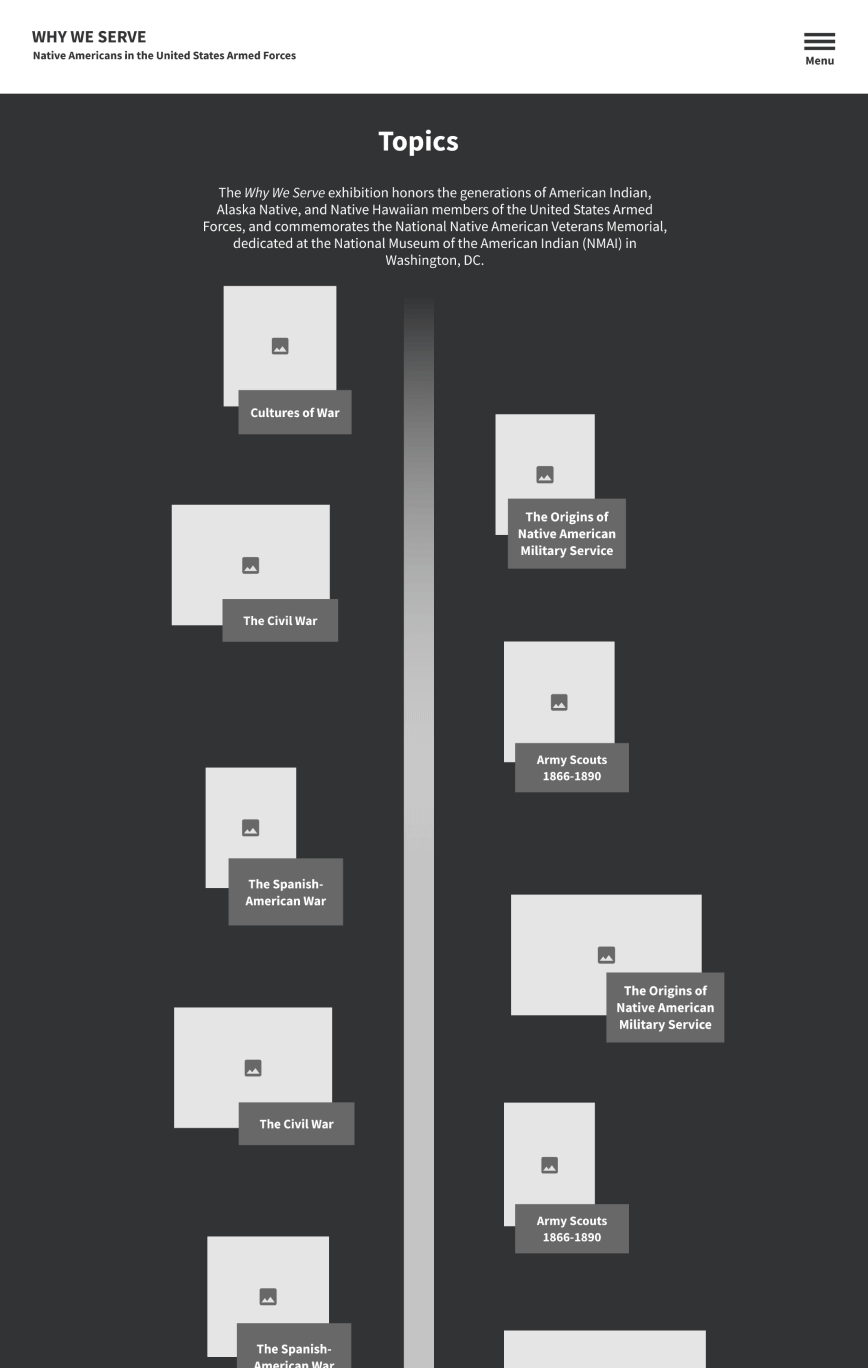 WHY WE SERVE
Native Americans in the United States Armed Forces
Menu
Topics
The Why We Serve exhibition honors the generations of American Indian,
Alaska Native, and Native Hawaiian members of the United States Armed
Forces, and commemorates the National Native American Veterans Memorial,
dedicated at the National Museum of the American Indian (NMAI) in
Washington, DC.
Cultures of War
The Origins of
Native American
Military Service
The Civil War
Army Scouts
1866-1890
The Spanish-
American War
The Origins of
Native American
Military Service
The Civil War
Army Scouts
1866-1890
The Spanish-
American War